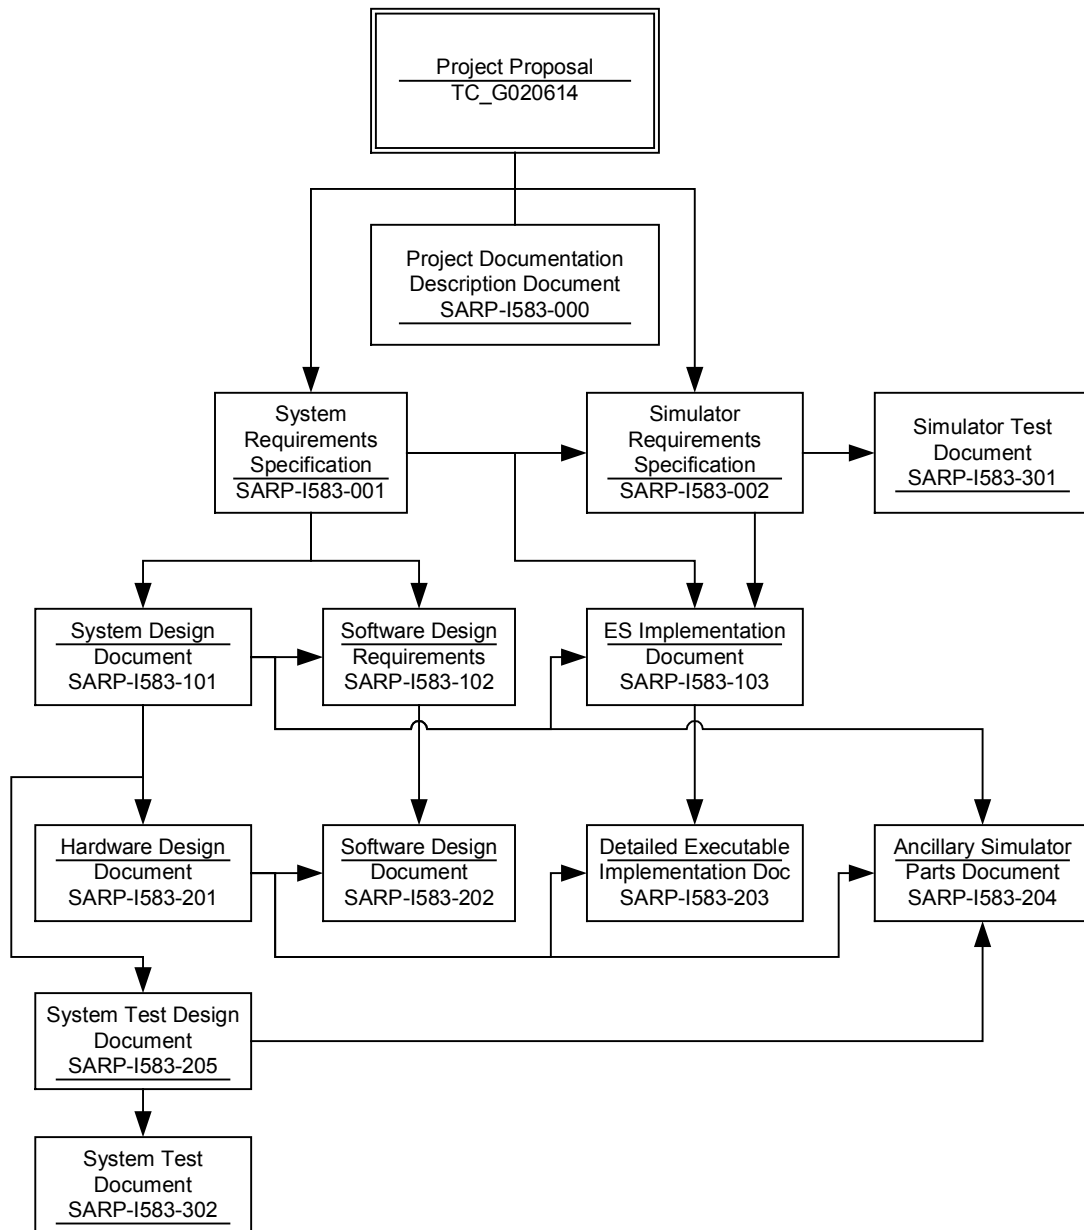 Project Proposal
TC_G020614
Project Documentation
Description Document
SARP-I583-000
System
Requirements
Specification
SARP-I583-001
Simulator
Requirements
Specification
SARP-I583-002
Simulator Test
Document
SARP-I583-301
System Design
Document
SARP-I583-101
Software Design
Requirements
SARP-I583-102
ES Implementation
Document
SARP-I583-103
Hardware Design
Document
SARP-I583-201
Software Design
Document
SARP-I583-202
Detailed Executable
Implementation Doc
SARP-I583-203
Ancillary Simulator
Parts Document
SARP-I583-204
System Test Design
Document
SARP-I583-205
System Test
Document
SARP-I583-302